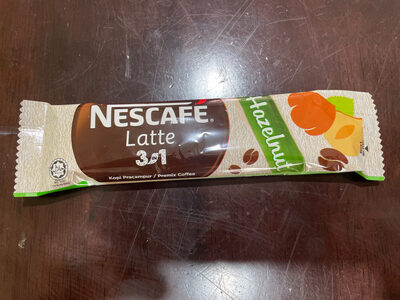 NESCAFÉ®
Latte
3in1
Hazelnut
Kopi Pracampur / Premix Coffee